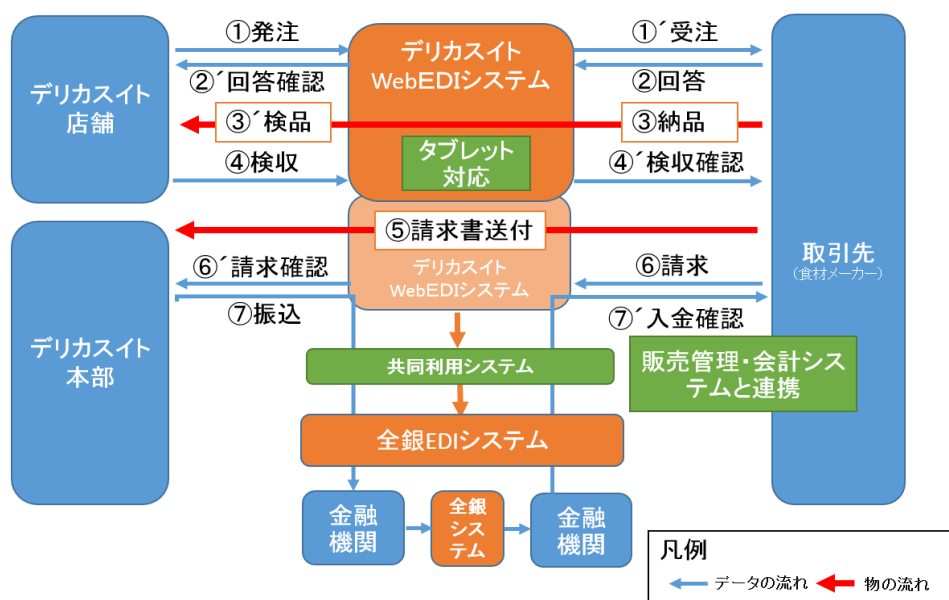 デリカスイト
店舗
①発注
②´回答確認
③´検品
④検収
デリカスイト
WebEDIシステム
タブレット
対応
①´受注
②回答
③納品
④´検収確認
デリカスイト
本部
⑤請求書送付
デリカスイト
WebEDIシステム
⑥´請求確認
⑦振込
⑥請求
⑦´入金確認
取引先
(食材メーカー)
販売管理・会計シス
テムと連携
共同利用システム
全銀EDIシステム
金融
機関
全銀
シス
テム
金融
機関
凡例
データの流れ
物の流れ